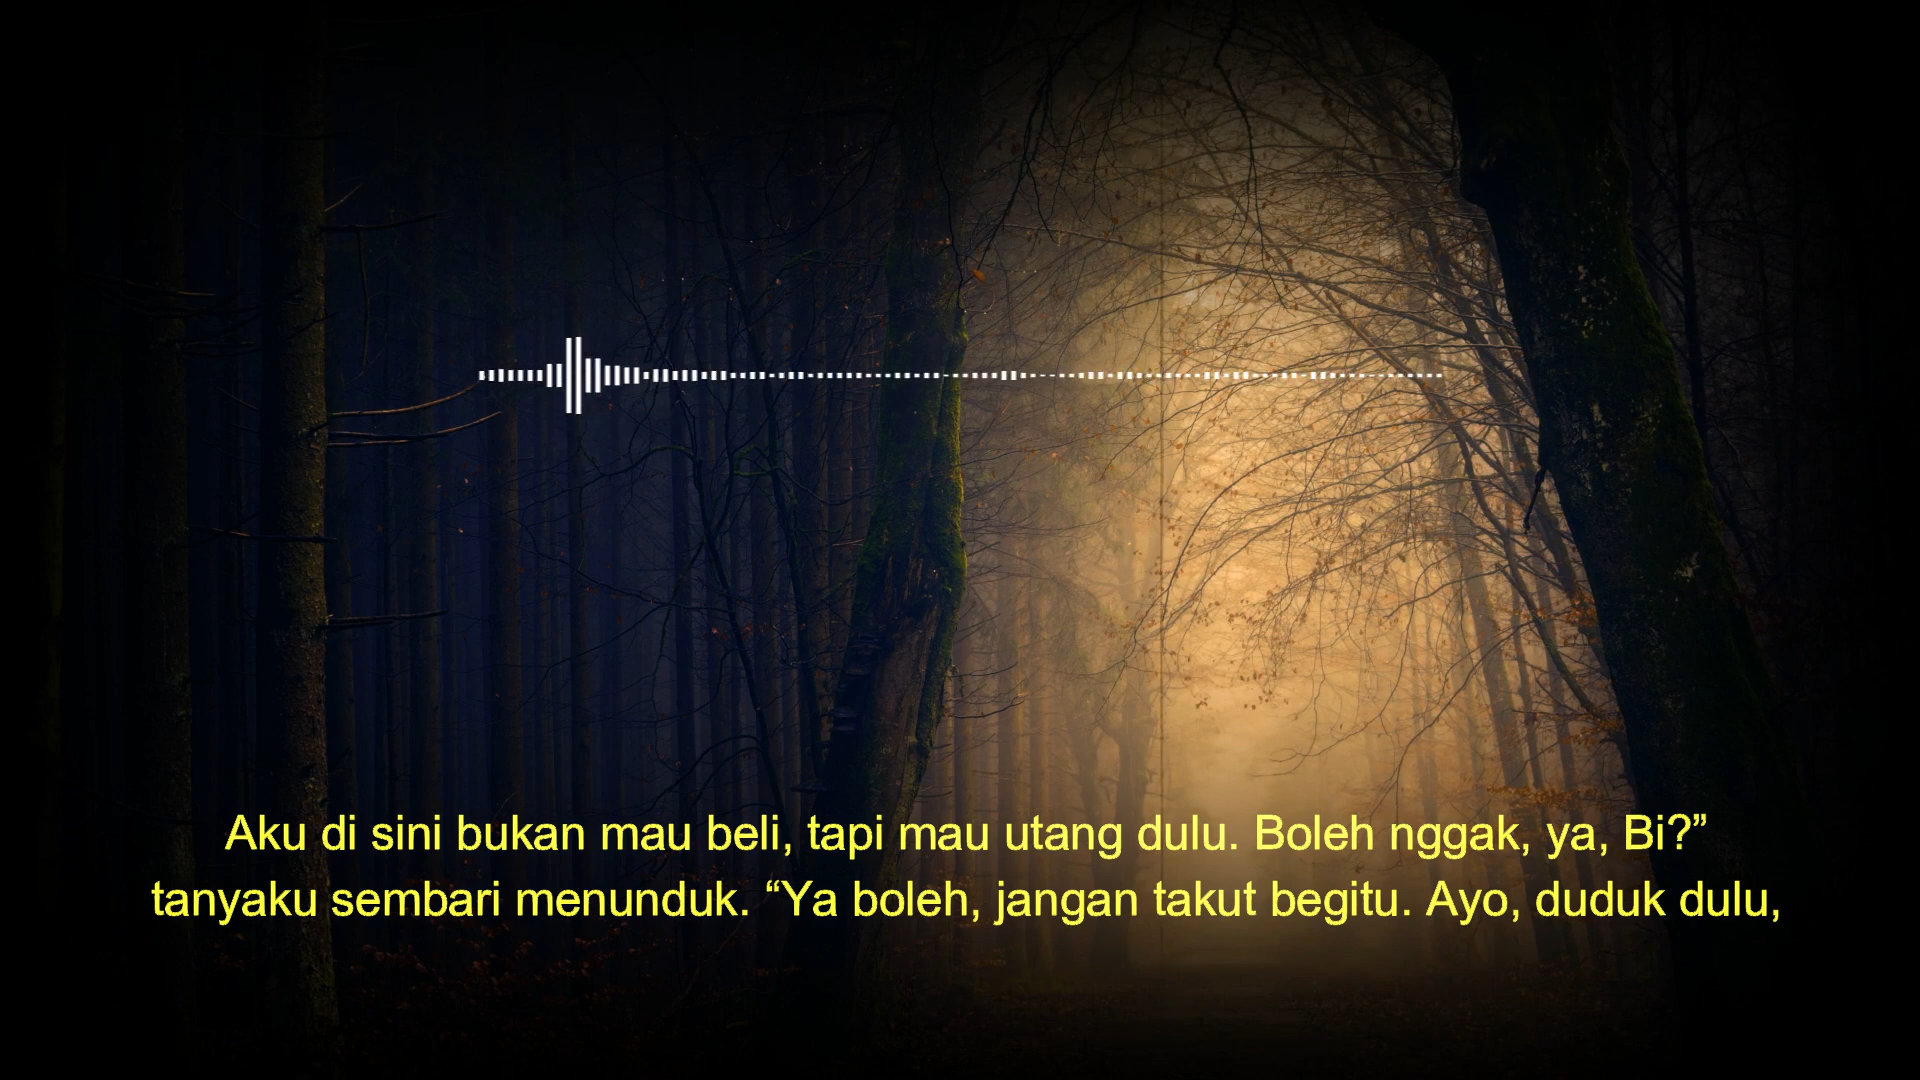 Aku di sini bukan mau beli, tapi mau utang dulu. Boleh nggak, ya, Bi?”
tanyaku sembari menunduk. “Ya boleh, jangan takut begitu. Ayo, duduk dulu,